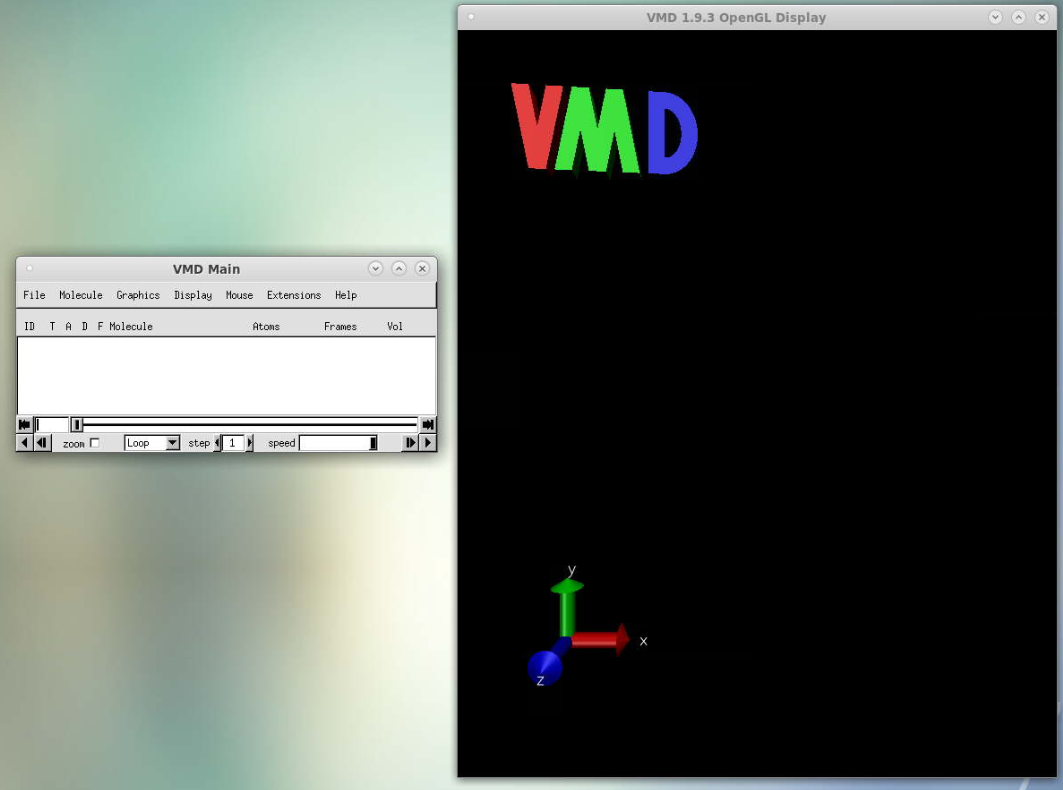 VMD 1.9.3 OpenGL Display
VMD
VMD Main
File Molecule Graphics Display Mouse Extensions Help
ID T A D F Molecule Atoms Frames Vol
zoom Loop step 1 speed
y
x
z